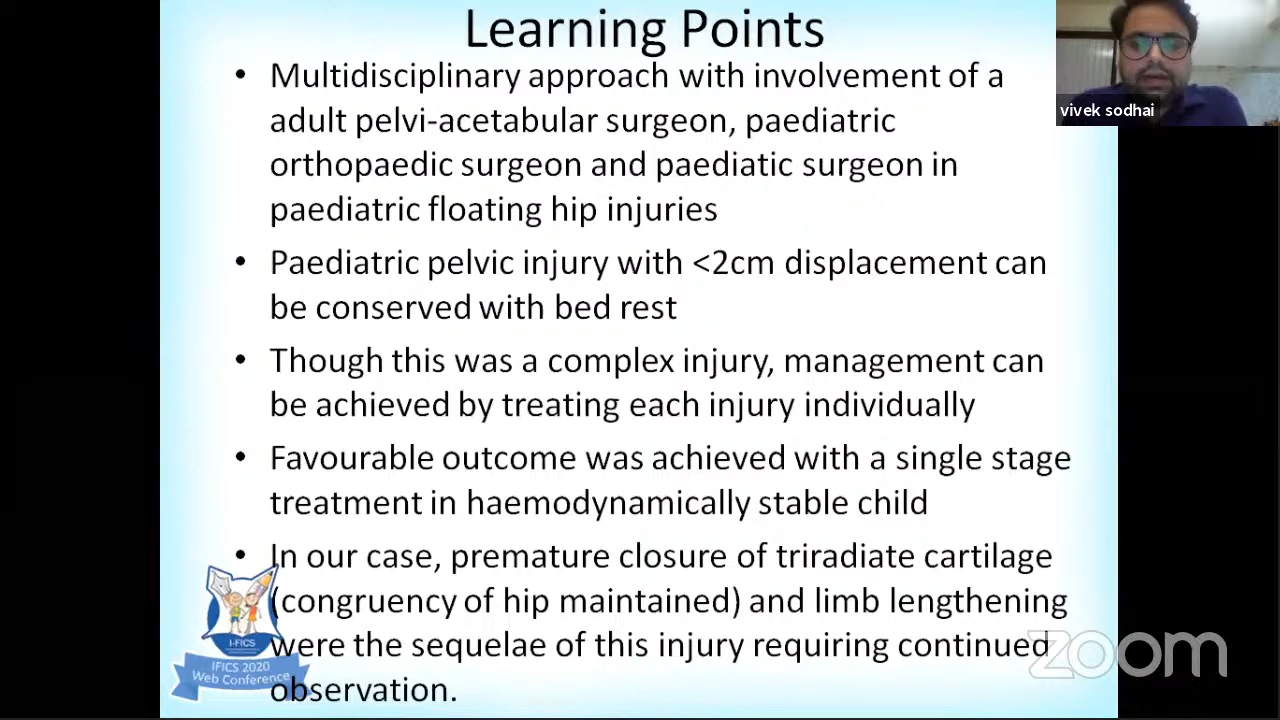 Learning Points
• Multidisciplinary approach with involvement of a
adult pelvi-acetabular surgeon, paediatric
orthopaedic surgeon and paediatic surgeon in
paediatric floating hip injuries
• Paediatric pelvic injury with <2cm displacement can
be conserved with bed rest
• Though this was a complex injury, management can
be achieved by treating each injury individually
• Favourable outcome was achieved with a single stage
treatment in haemodynamically stable child
• In our case, premature closure of triradiate cartilage
(congruency of hip maintained) and limb lengthening
were the sequelae of this injury requiring continued
observation.
vivek sodhai
I-FICS
IFICS 2020
Web Conference
zoom